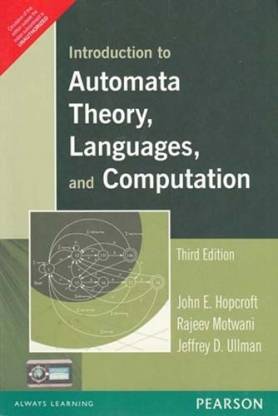 Introduction to
Automata
Theory,
Languages,
and Computation
Third Edition
John E. Hopcroft
Rajeev Motwani
Jeffrey D. Ullman
ALWAYS LEARNING
PEARSON